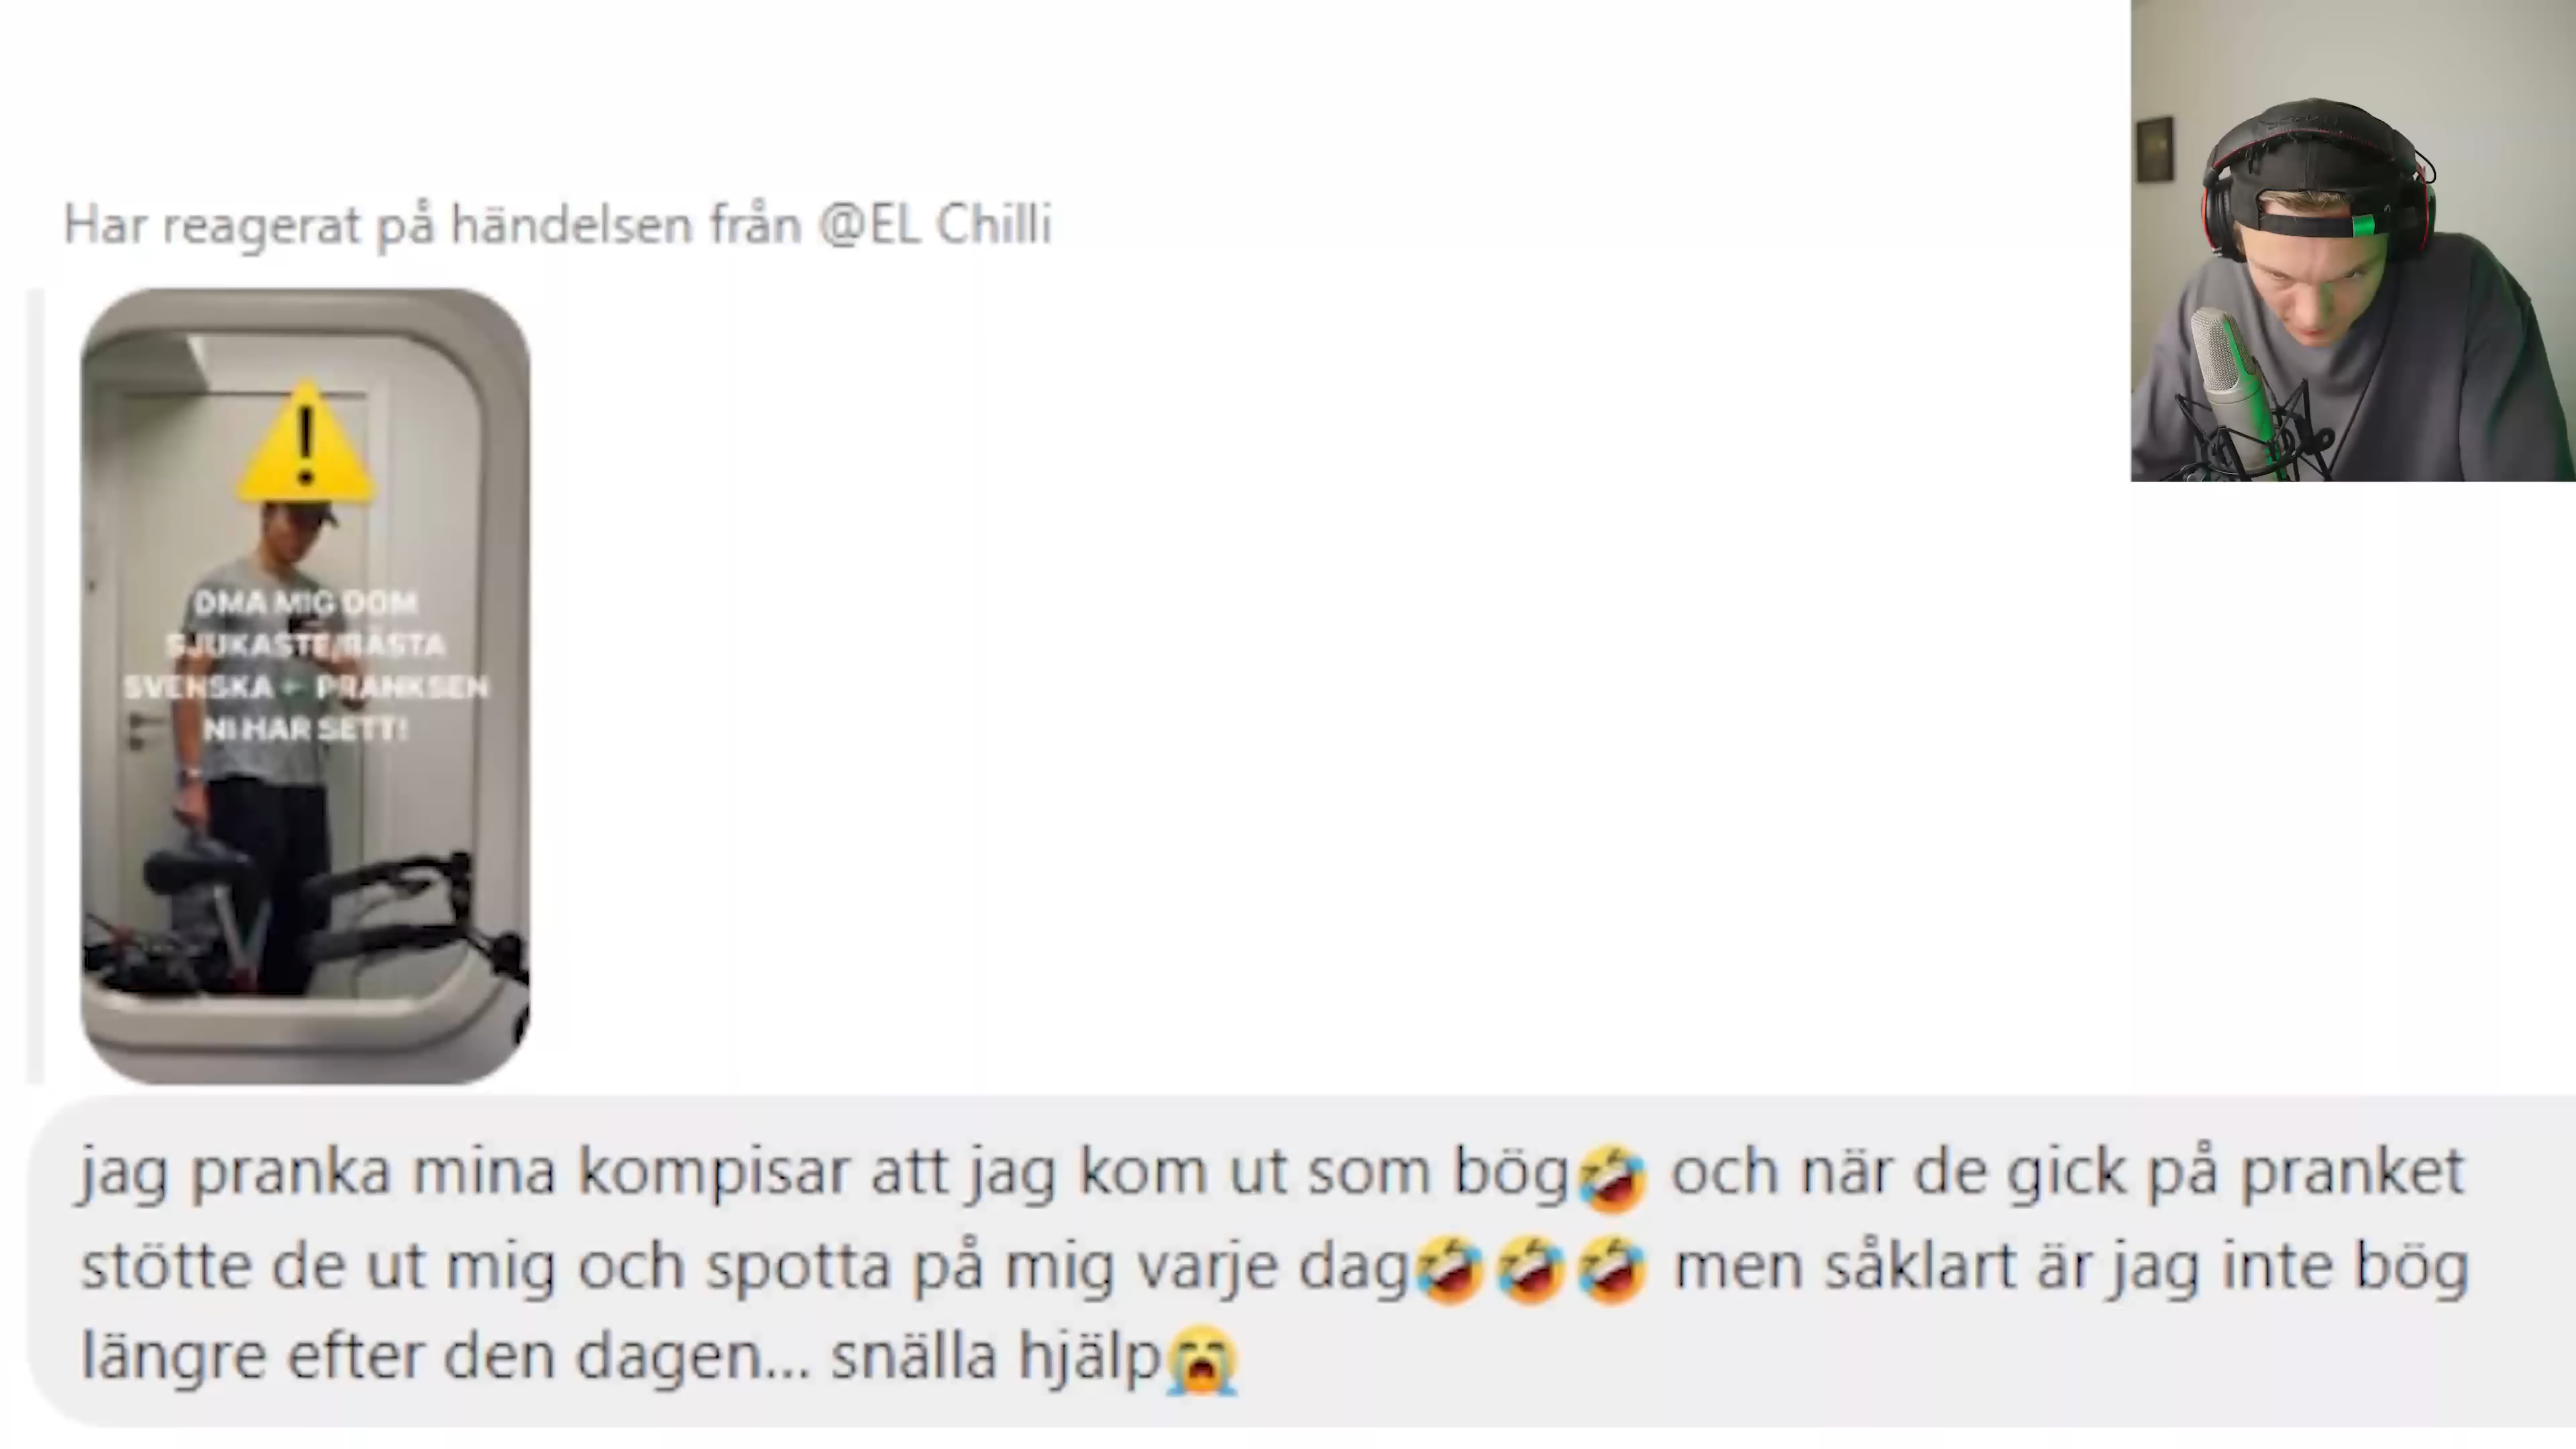 Har reagerat på händelsen från @EL Chilli
DMA MIG DOM
SJUKASTE/BÄSTA
SVENSKA PRANKSEN
NI HAR SETT!
jag pranka mina kompisar att jag kom ut som bög🤣 och när de gick på pranket
stötte de ut mig och spotta på mig varje dag🤣🤣🤣 men såklart är jag inte bög
längre efter den dagen... snälla hjälp😭